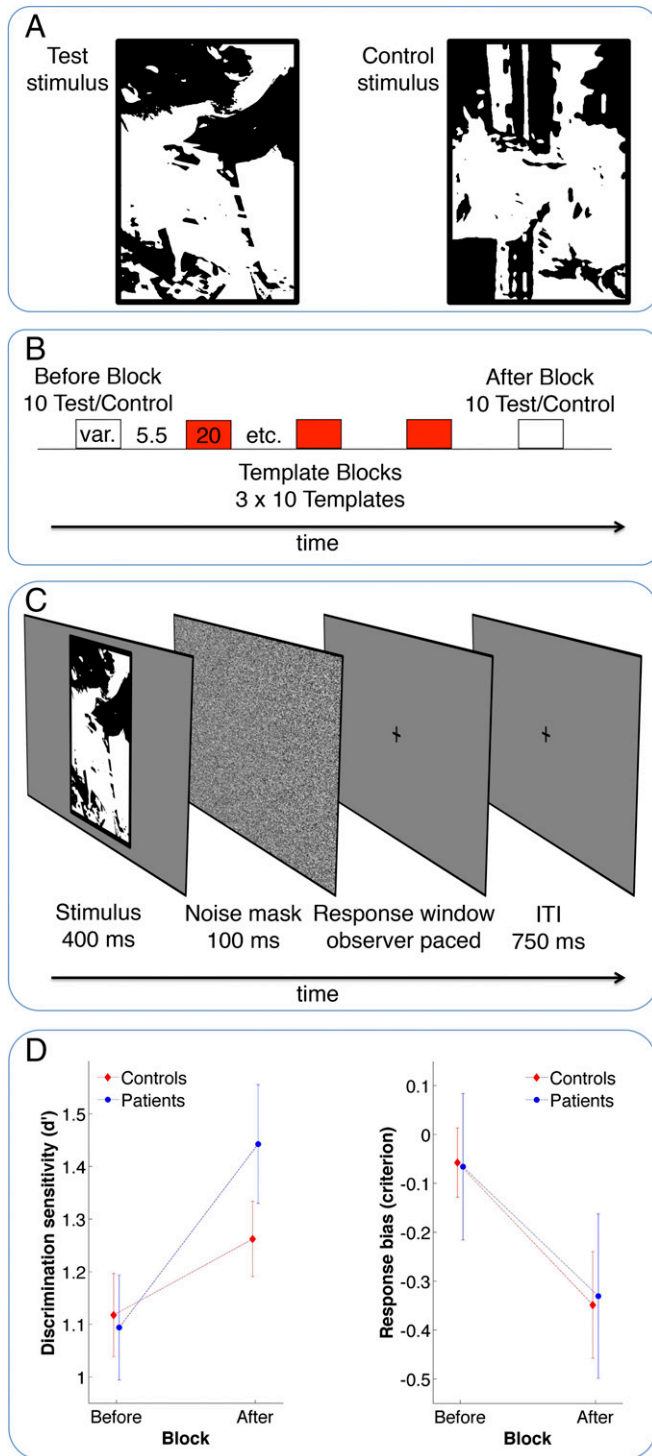 A
Test
stimulus
Control
stimulus
B
Before Block
10 Test/Control
After Block
10 Test/Control
var.
5.5
20
etc.
Template Blocks
3 x 10 Templates
time
C
Stimulus
400 ms
Noise mask
100 ms
Response window
observer paced
ITI
750 ms
time
D
Controls
Patients
Discrimination sensitivity (d')
1.5
1.4
1.3
1.2
1.1
1
Before
After
Block
Controls
Patients
Response bias (criterion)
0.1
0
-0.1
-0.2
-0.3
-0.4
-0.5
Before
After
Block